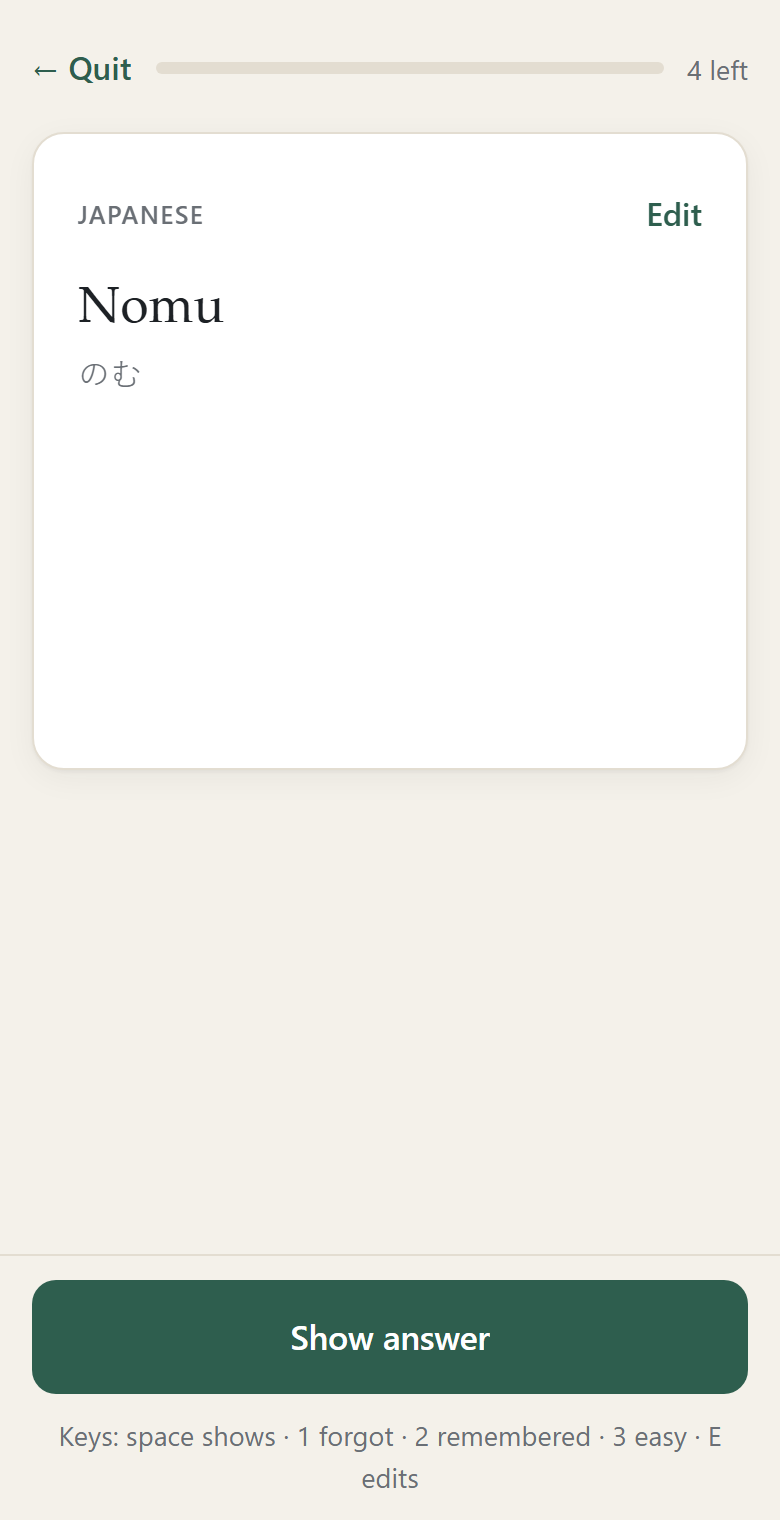 ← Quit
4 left
JAPANESE
Edit
Nomu
のむ
Show answer
Keys: space shows · 1 forgot · 2 remembered · 3 easy · E
edits